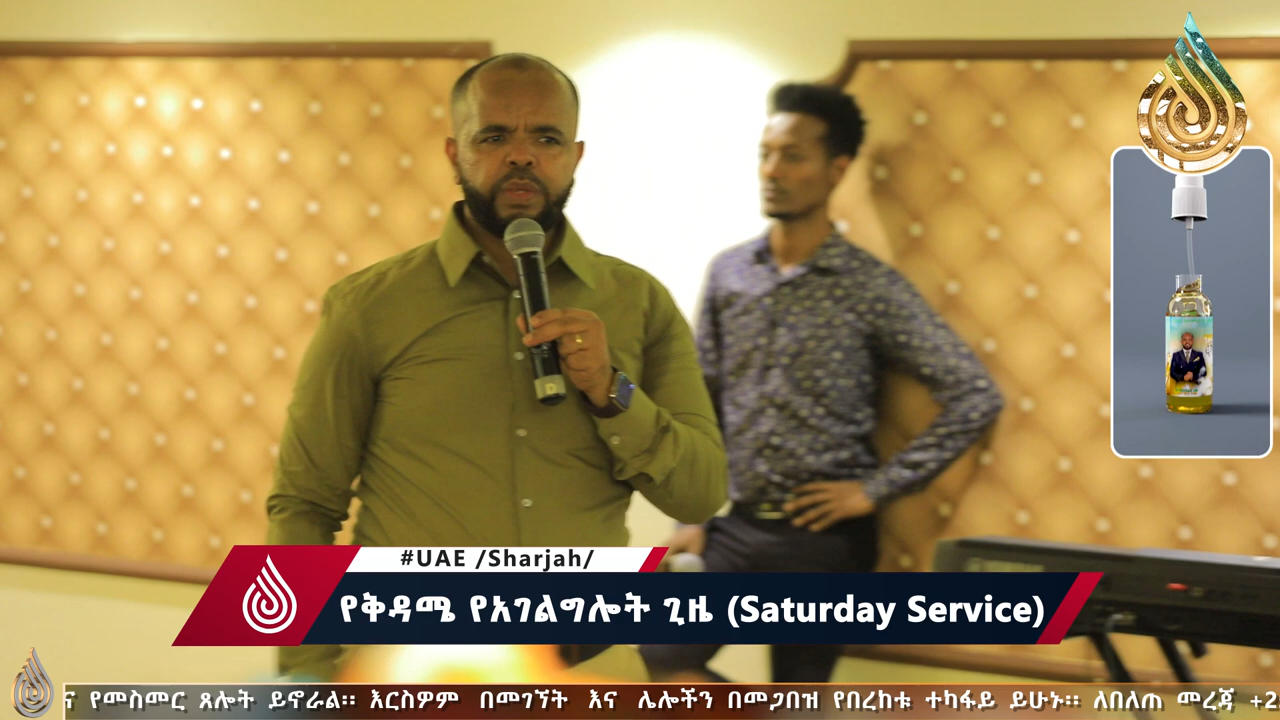 #UAE /Sharjah/
የቅዳሜ የአገልግሎት ጊዜ (Saturday Service)
የመስመር ጸሎት ይኖራል። እርስዎም በመገኘት እና ሌሎችን በመጋበዝ የበረከቱ ተካፋይ ይሁኑ። ለበለጠ መረጃ +2